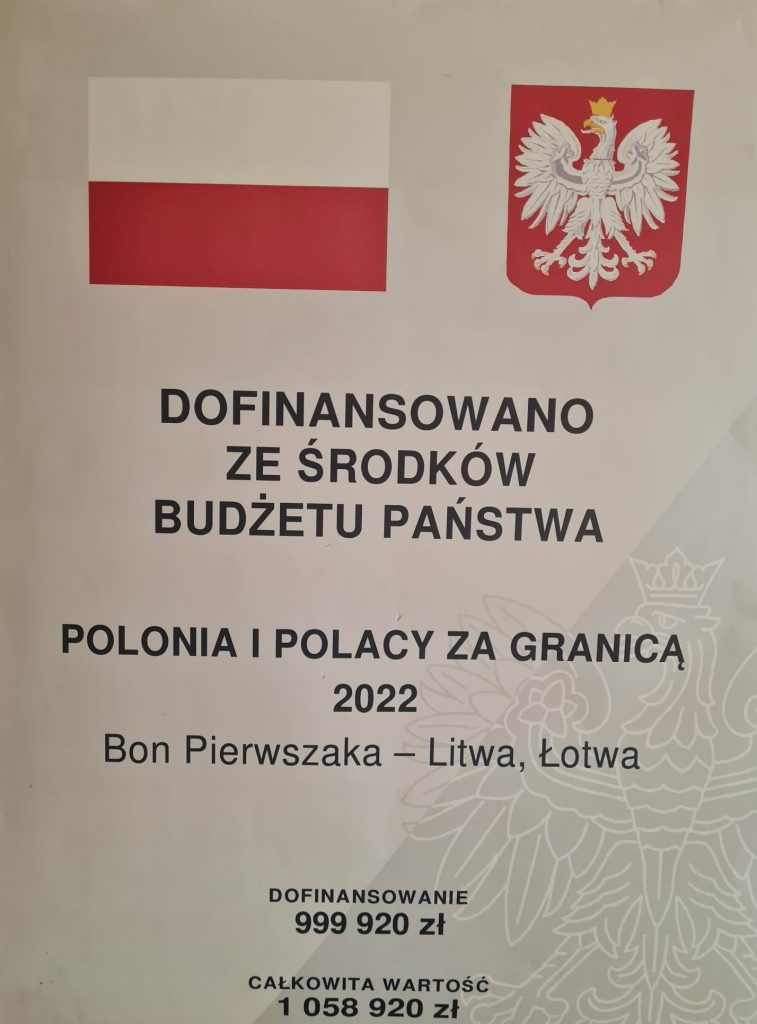 DOFINANSOWANO
ZE ŚRODKÓW
BUDŻETU PAŃSTWA
POLONIA I POLACY ZA GRANICĄ
2022
Bon Pierwszaka – Litwa, Łotwa
DOFINANSOWANIE
999 920 zł
CAŁKOWITA WARTOŚĆ
1 058 920 zł